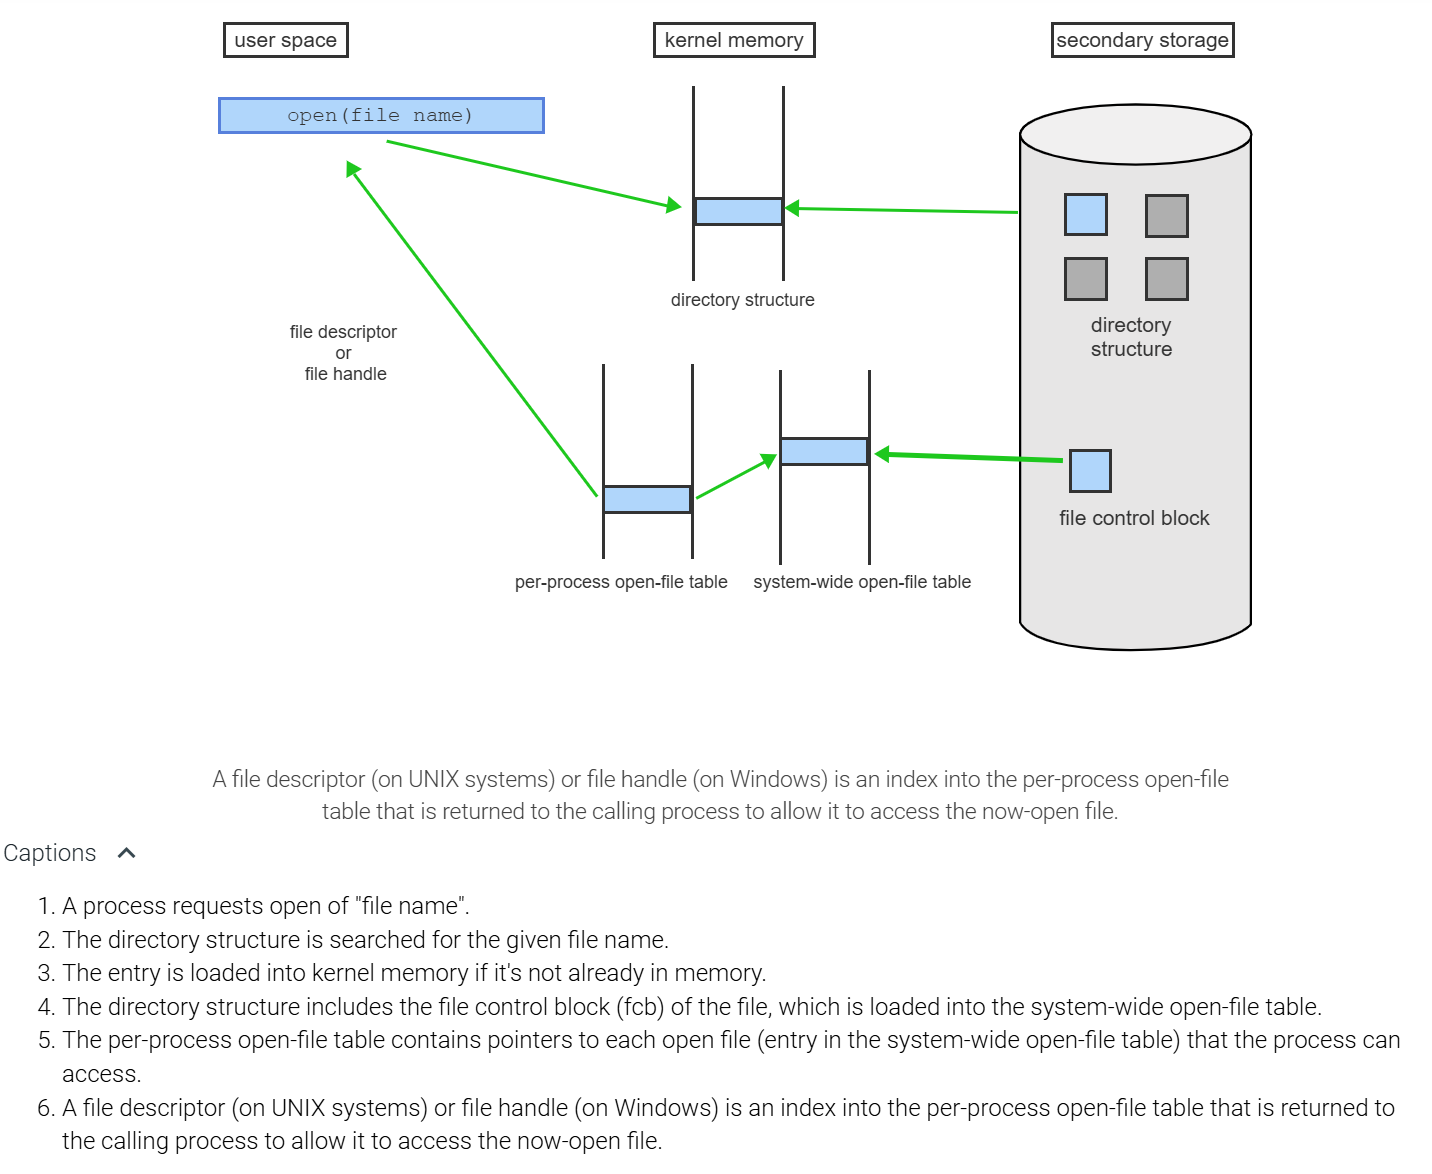 user space
kernel memory
secondary storage
open(file name)
directory structure
directory
structure
file descriptor
or
file handle
file control block
per-process open-file table
system-wide open-file table
A file descriptor (on UNIX systems) or file handle (on Windows) is an index into the per-process open-file
table that is returned to the calling process to allow it to access the now-open file.
Captions
1. A process requests open of "file name".
2. The directory structure is searched for the given file name.
3. The entry is loaded into kernel memory if it's not already in memory.
4. The directory structure includes the file control block (fcb) of the file, which is loaded into the system-wide open-file table.
5. The per-process open-file table contains pointers to each open file (entry in the system-wide open-file table) that the process can
access.
6. A file descriptor (on UNIX systems) or file handle (on Windows) is an index into the per-process open-file table that is returned to
the calling process to allow it to access the now-open file.